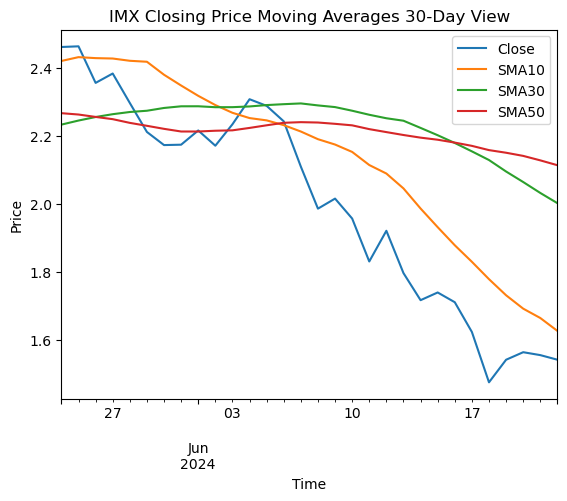 IMX Closing Price Moving Averages 30-Day View
Close
SMA10
SMA30
SMA50
2.4
2.2
2.0
1.8
1.6
Price
27
03
10
17
Jun
2024
Time